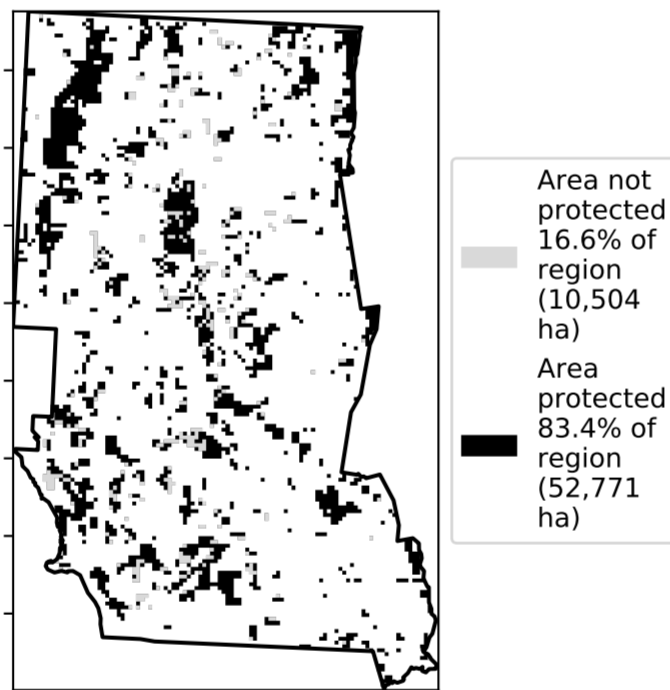 Area not
protected
16.6% of
region
(10,504
ha)
Area
protected
83.4% of
region
(52,771
ha)